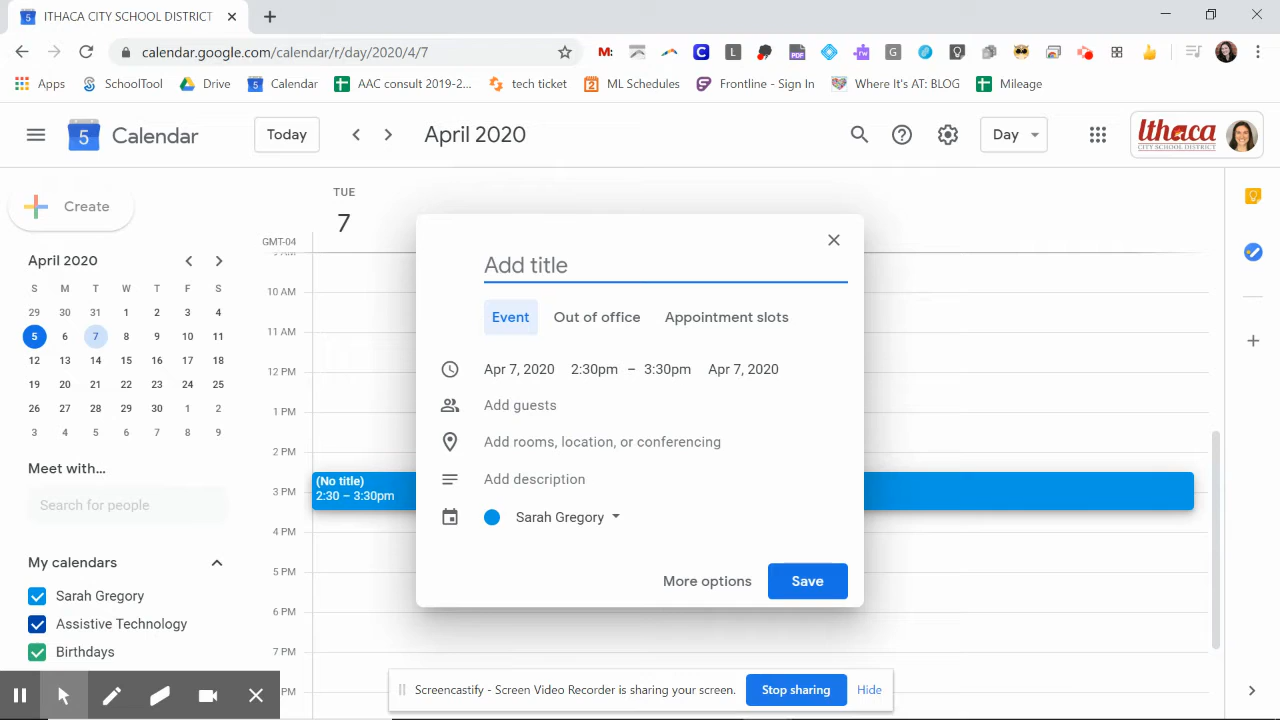 5
ITHACA CITY SCHOOL DISTRICT
calendar.google.com/calendar/r/day/2020/4/7
M:
C
L
PDF
rw
G
Apps
SchoolTool
Drive
5
Calendar
AAC consult 2019-2...
tech ticket
2
ML Schedules
Frontline - Sign In
Where It's AT: BLOG
Mileage
5
Calendar
Today
April 2020
Day
Ithaca
CITY SCHOOL DISTRICT
Create
April 2020
S M T W T F S
29 30 31 1 2 3 4
5 6 7 8 9 10 11
12 13 14 15 16 17 18
19 20 21 22 23 24 25
26 27 28 29 30 1 2
3 4 5 6 7 8 9
Meet with...
Search for people
My calendars
Sarah Gregory
Assistive Technology
Birthdays
TUE
7
GMT-04
9 AM
10 AM
11 AM
12 PM
1 PM
2 PM
3 PM
4 PM
5 PM
6 PM
7 PM
PM
(No title)
2:30 – 3:30pm
Add title
Event
Out of office
Appointment slots
Apr 7, 2020 2:30pm – 3:30pm Apr 7, 2020
Add guests
Add rooms, location, or conferencing
Add description
Sarah Gregory
More options
Save
Screencastify - Screen Video Recorder is sharing your screen.
Stop sharing
Hide